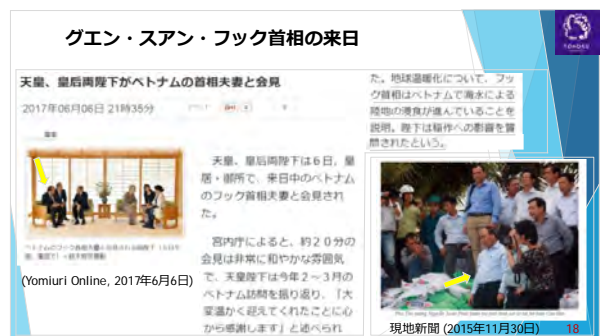 グエン・スアン・フック首相の来日
TOHOKU
天皇、皇后両陛下がベトナムの首相夫妻と会見
2017年06月06日 21時35分
天皇、皇后両陛下は６日、皇
居・御所で、来日中のベトナム
のフック首相夫妻と会見され
た。
宮内庁によると、約２０分の
会見は非常に和やかな雰囲気
で、天皇陛下は今年２～３月の
ベトナム訪問を振り返り、「大
変温かく迎えてくれたことに心
から感謝します」と述べられ
(Yomiuri Online, 2017年6月6日)
た。地球温暖化について、フッ
ク首相はベトナムで海水による
陸地の浸食が進んでいることを
説明。陛下は稲作への影響を質
問されたという。
現地新聞 (2015年11月30日)
18